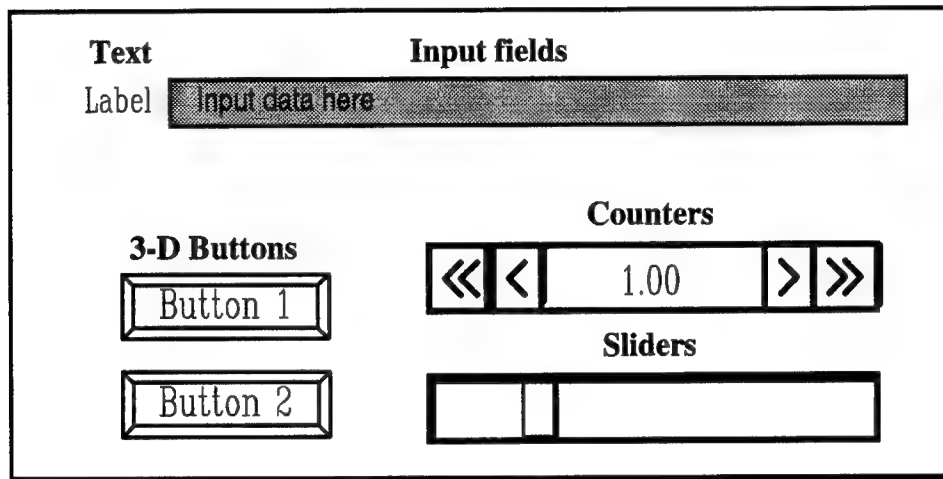 Text
Input fields
Label
Input data here
3-D Buttons
Button 1
Button 2
Counters
« < 1.00 > »
Sliders